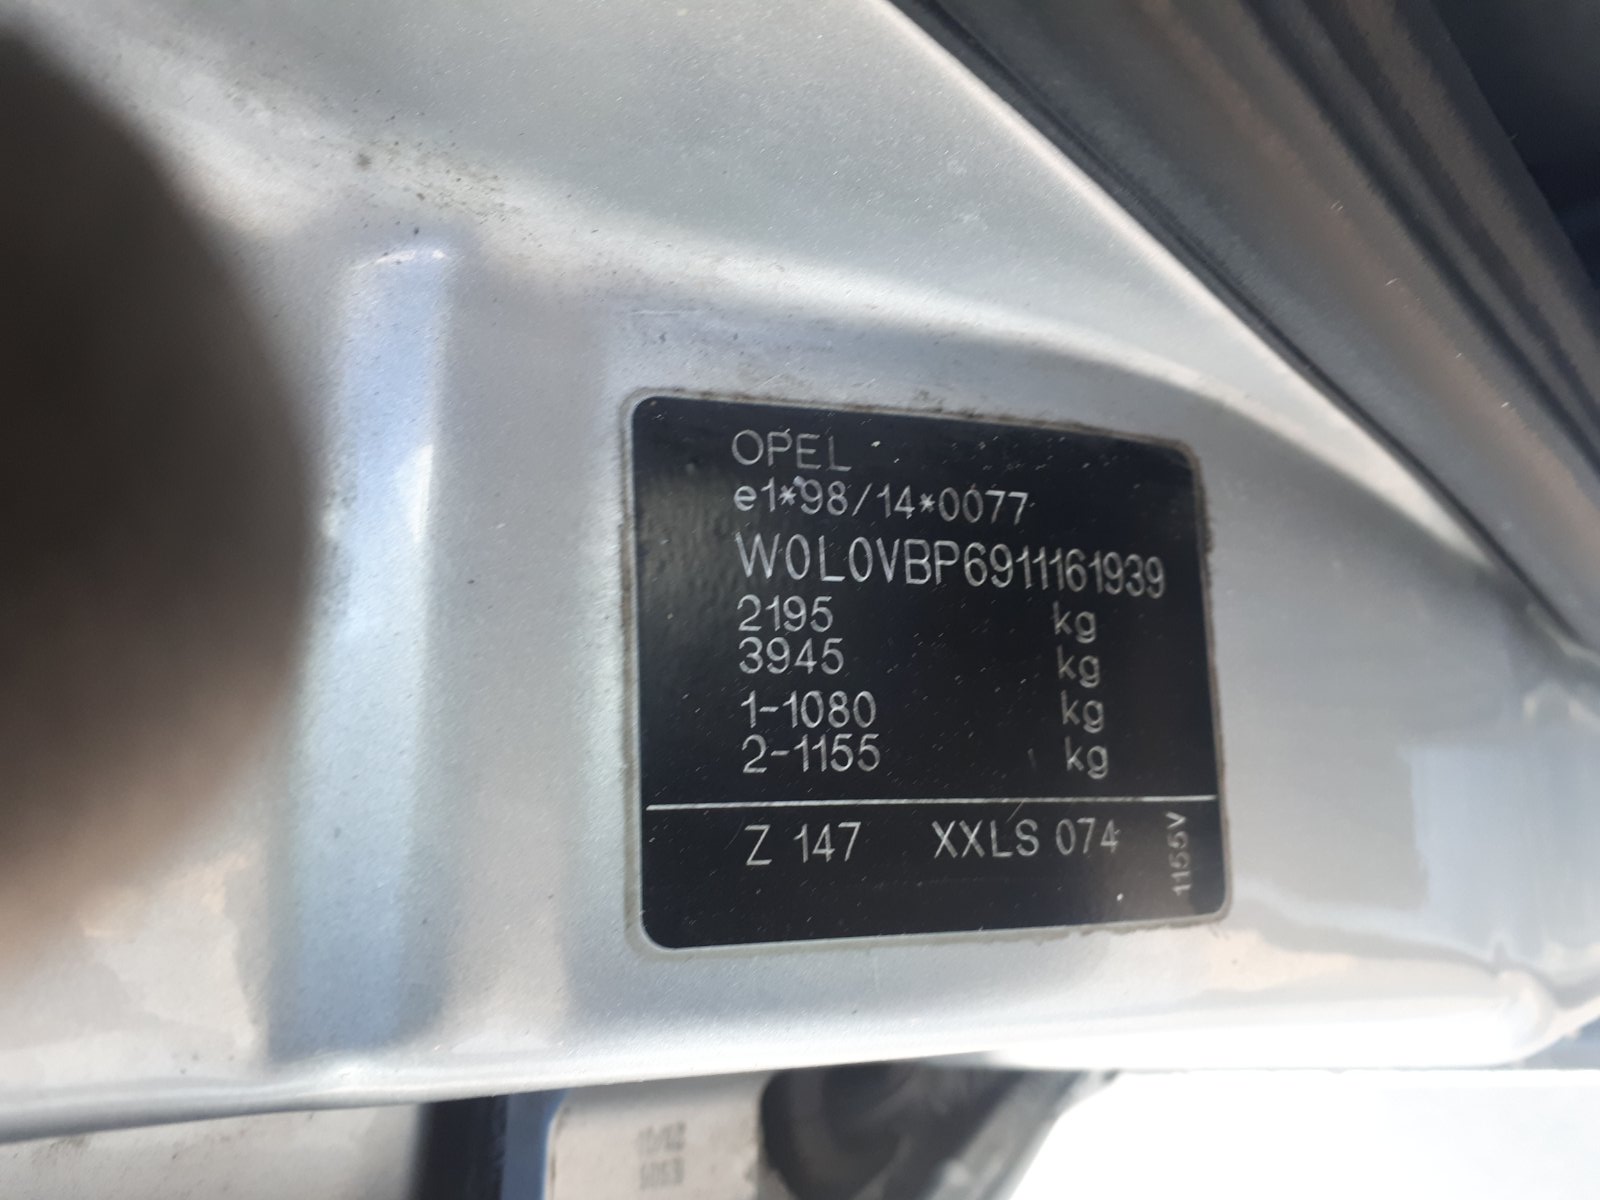 OPEL
e1*98/14*0077
W0L0VBP6911161939
2195 kg
3945 kg
1-1080 kg
2-1155 kg
Z 147 XXLS 074
1155V